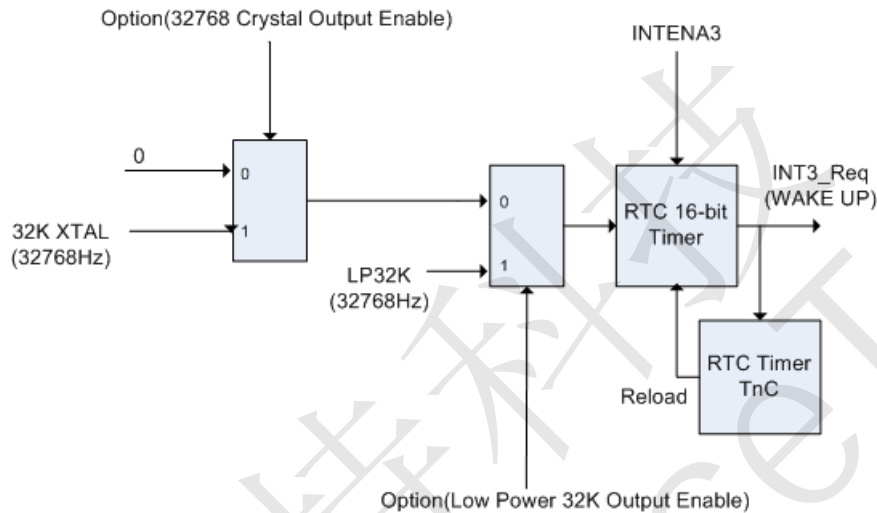 Option(32768 Crystal Output Enable)
INTENA3
0
0
32K XTAL
(32768Hz)
1
0
1
LP32K
(32768Hz)
RTC 16-bit
Timer
INT3_Req
(WAKE UP)
RTC Timer
TnC
Reload
Option(Low Power 32K Output Enable)